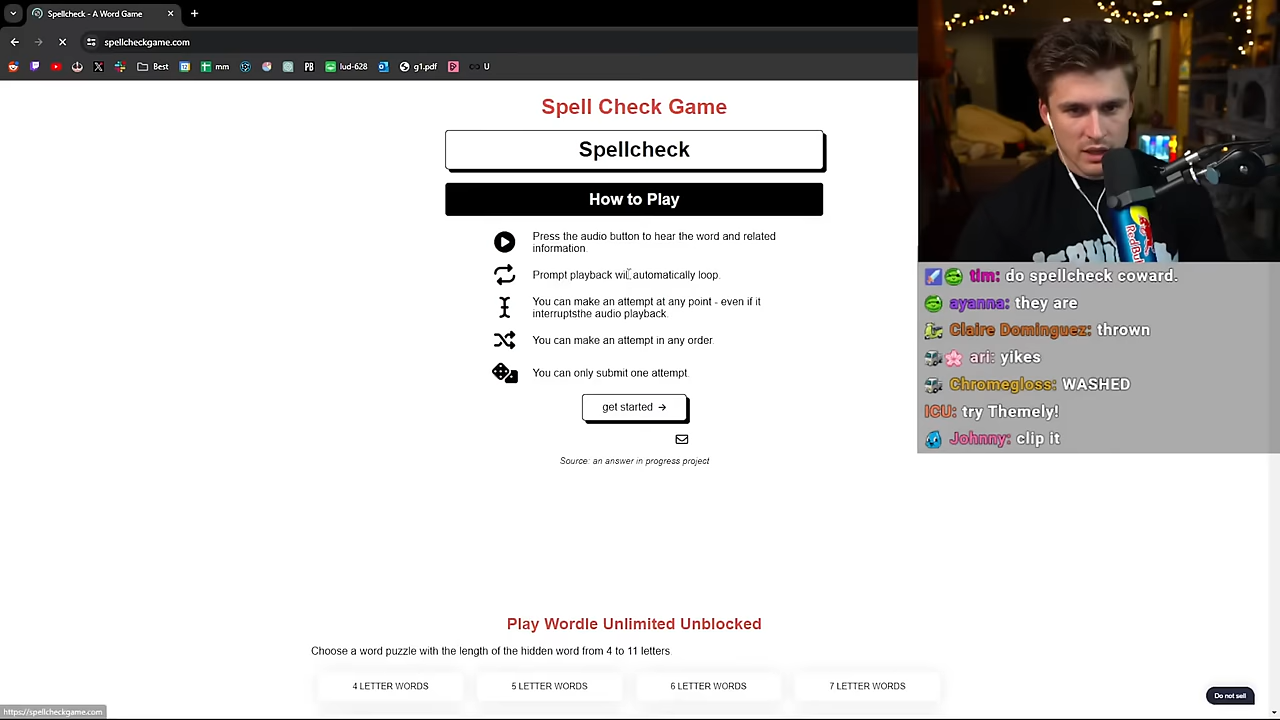 Spellcheck - A Word Game
spellcheckgame.com
Best
mm
PB
lud-628
g1.pdf
U
Spell Check Game
Spellcheck
How to Play
Press the audio button to hear the word and related
information.
Prompt playback will automatically loop.
You can make an attempt at any point - even if it
interruptsthe audio playback.
You can make an attempt in any order.
You can only submit one attempt.
get started →
Source: an answer in progress project
Play Wordle Unlimited Unblocked
Choose a word puzzle with the length of the hidden word from 4 to 11 letters.
4 LETTER WORDS
5 LETTER WORDS
6 LETTER WORDS
7 LETTER WORDS
Do not sell
https://spellcheckgame.com
RedBull
tim: do spellcheck coward.
ayanna: they are
Claire Dominguez: thrown
ari: yikes
Chromegloss: WASHED
ICU: try Themely!
Johnny: clip it